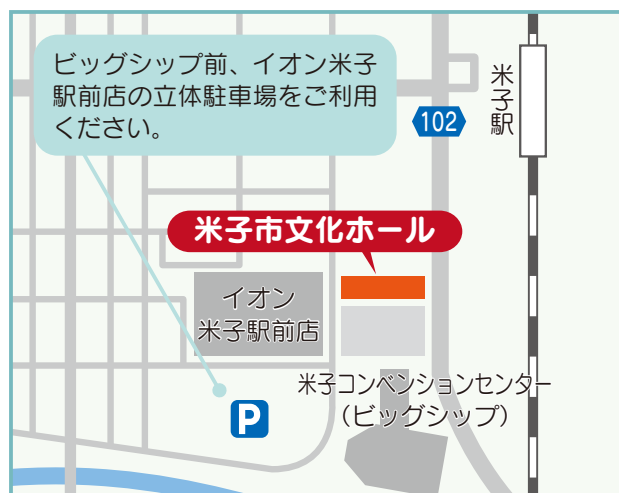 ビッグシップ前、イオン米子
駅前店の立体駐車場をご利用
ください。
102
米子駅
米子市文化ホール
イオン
米子駅前店
米子コンベンションセンター
（ビッグシップ）
P